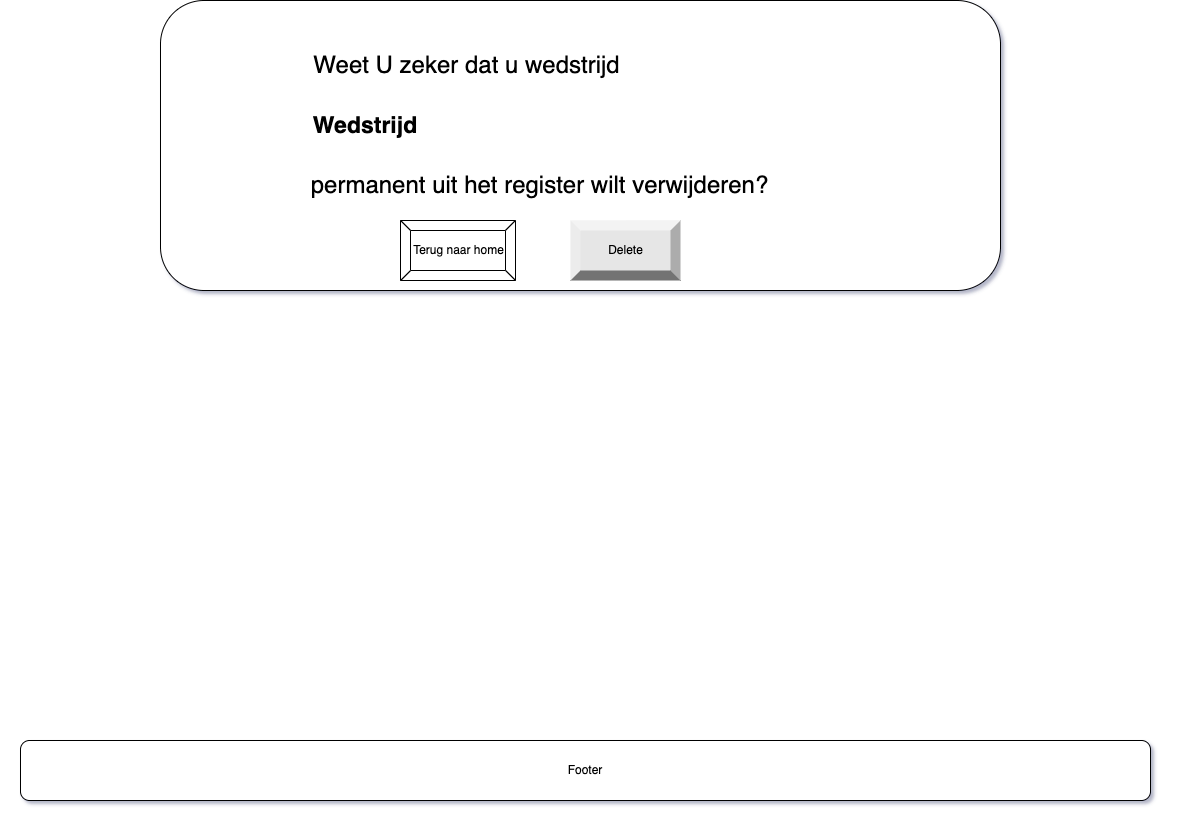 Weet U zeker dat u wedstrijd
Wedstrijd
permanent uit het register wilt verwijderen?
Terug naar home
Delete
Footer